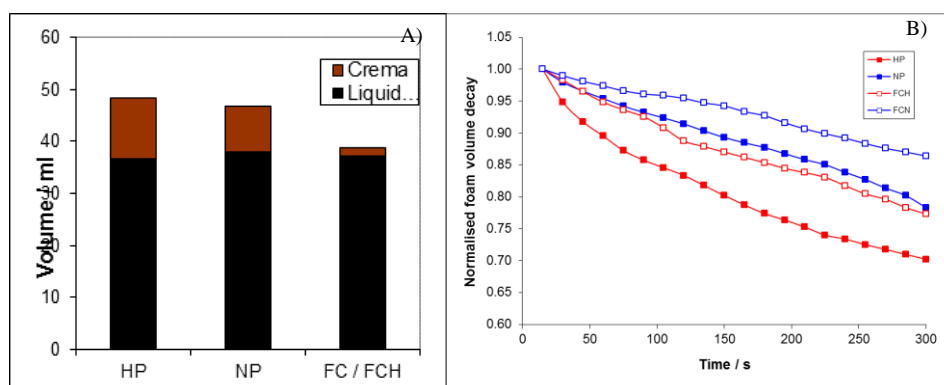 A)
60
50
40
30
20
10
0
Volume/ ml
Crema
Liquid...
HP
NP
FC / FCH
B)
1.05
1.00
0.95
0.90
0.85
0.80
0.75
0.70
0.65
0.60
Normalised foam volume decay
HP
NP
FCH
FCN
0
50
100
150
200
250
300
Time / s